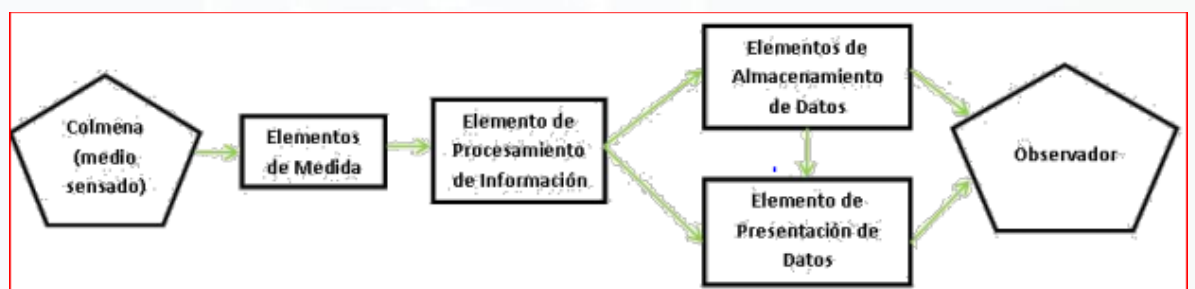 Colmena
(medio
sensado)
Elementos
de Medida
Elemento de
Procesamiento
de Información
Elementos de
Almacenamiento
de Datos
Elemento de
Presentación de
Datos
Observador